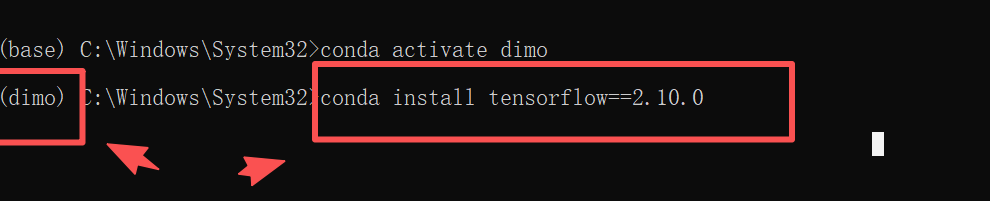 (base) C:\Windows\System32>conda activate dimo
(dimo) C:\Windows\System32>conda install tensorflow==2.10.0